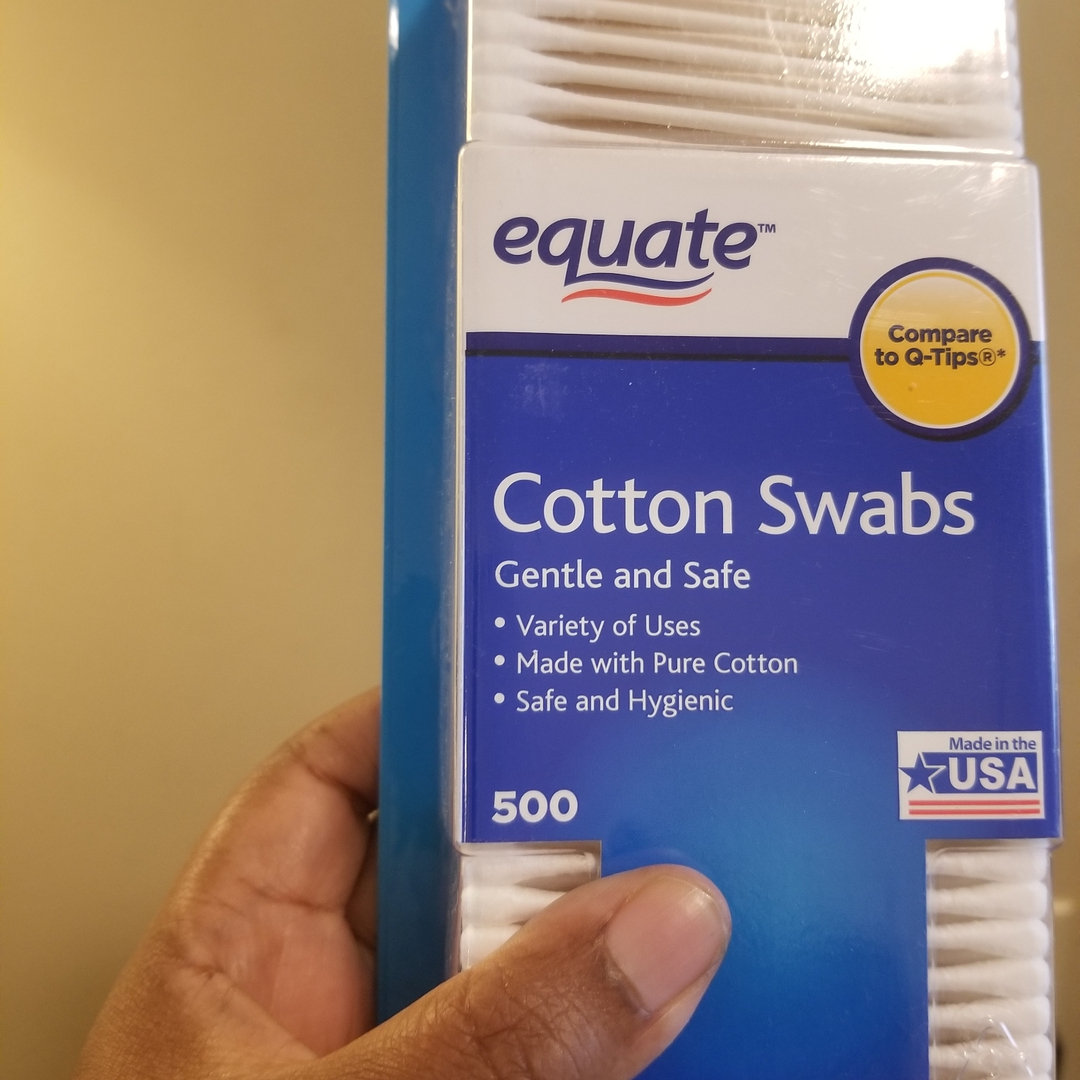 equate™
Compare
to Q-Tips®*
Cotton Swabs
Gentle and Safe
• Variety of Uses
• Made with Pure Cotton
• Safe and Hygienic
500
Made in the
USA